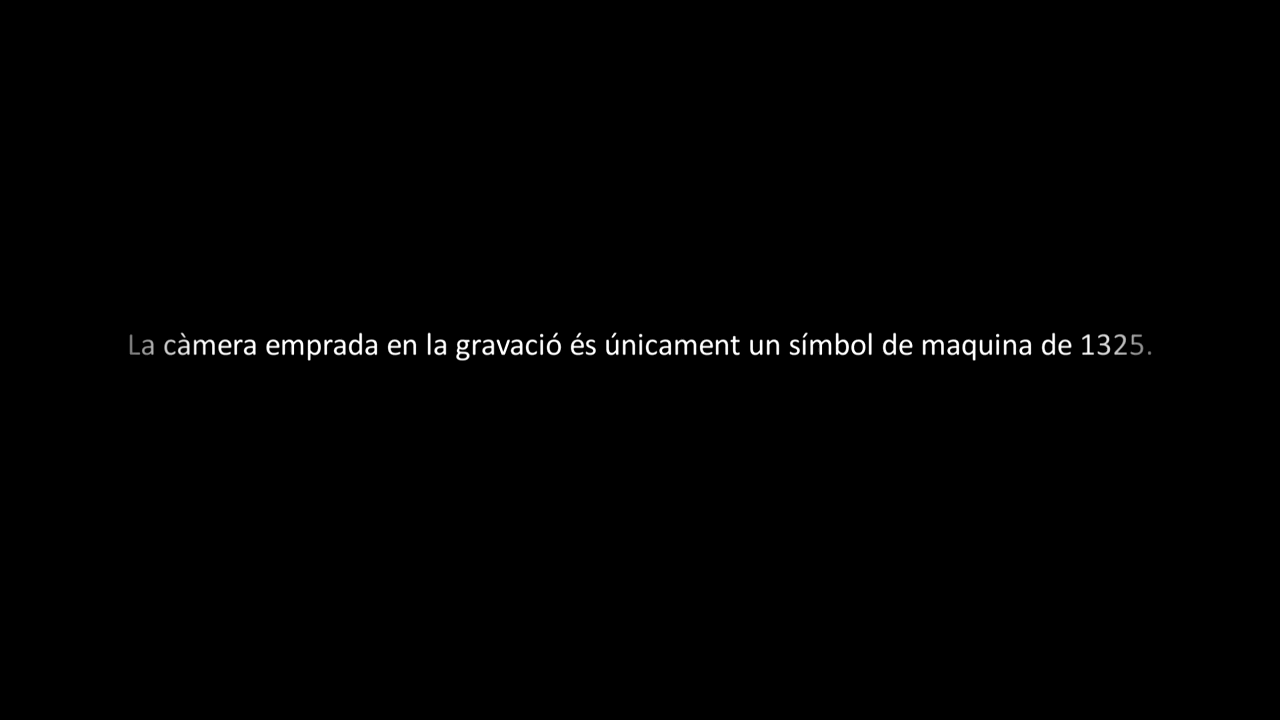 La càmera emprada en la gravació és únicament un símbol de maquina de 1325.